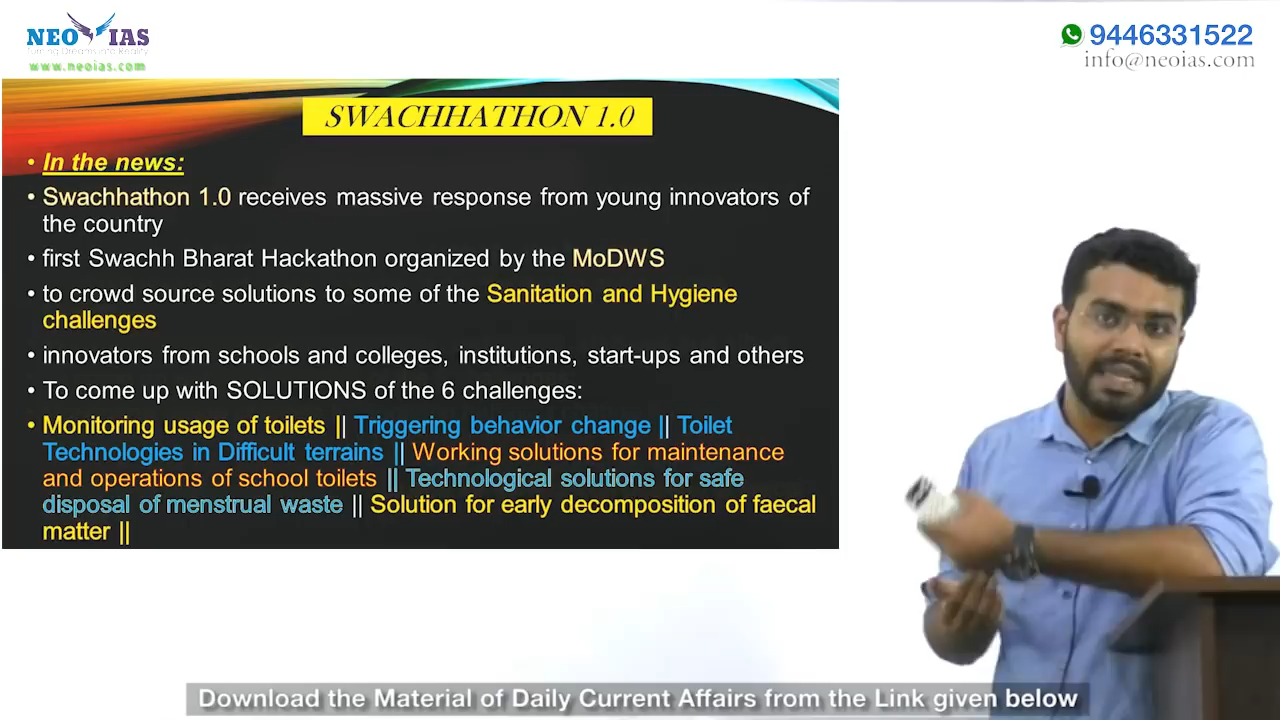 NEO IAS
Turning Dreams into Reality
www.neoias.com
9446331522
info@neoias.com
SWACHHATHON 1.0
• In the news:
• Swachhathon 1.0 receives massive response from young innovators of
the country
• first Swachh Bharat Hackathon organized by the MoDWS
• to crowd source solutions to some of the Sanitation and Hygiene
challenges
• innovators from schools and colleges, institutions, start-ups and others
• To come up with SOLUTIONS of the 6 challenges:
• Monitoring usage of toilets || Triggering behavior change || Toilet
Technologies in Difficult terrains || Working solutions for maintenance
and operations of school toilets || Technological solutions for safe
disposal of menstrual waste || Solution for early decomposition of faecal
matter ||
Download the Material of Daily Current Affairs from the Link given below